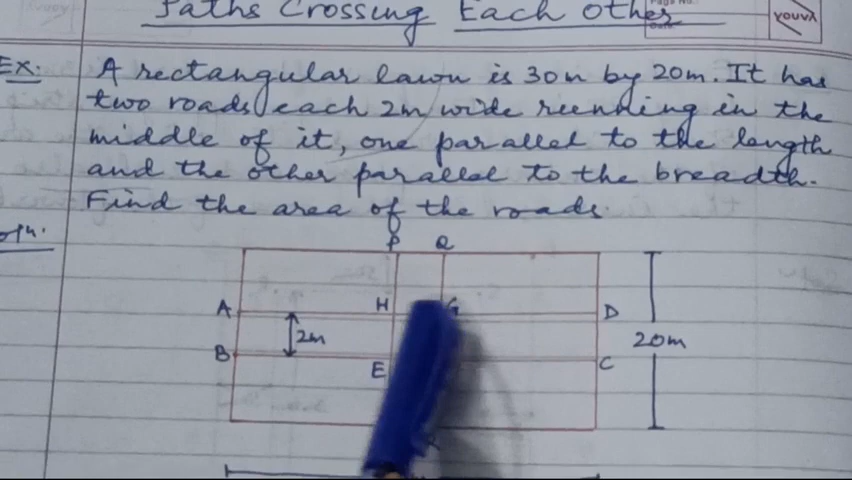 Paths Crossing Each Other
YOUVA
Ex. A rectangular lawn is 30m by 20m. It has
two roads each 2m wide running in the
middle of it, one parallel to the length
and the other parallel to the breadth.
Find the area of the roads.
Soln.
P Q
A H G D
2m 20m
B E C